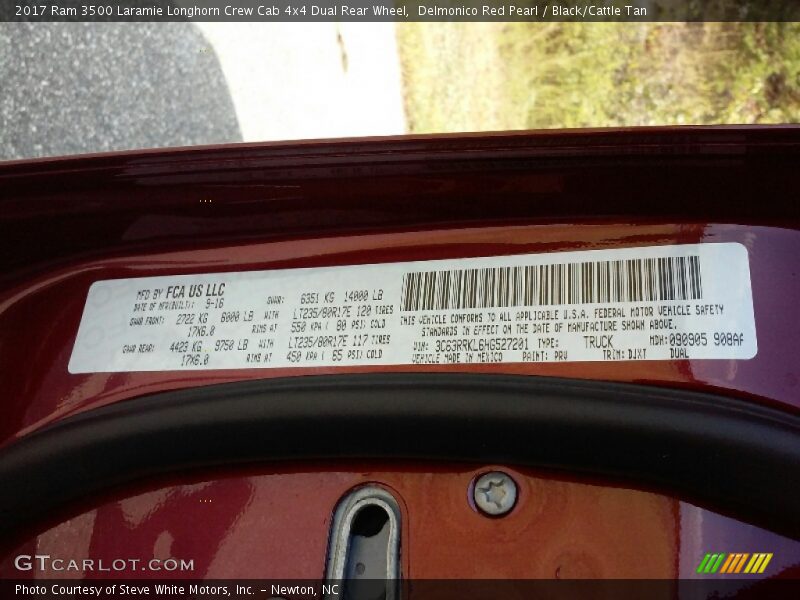 2017 Ram 3500 Laramie Longhorn Crew Cab 4x4 Dual Rear Wheel, Delmonico Red Pearl / Black/Cattle Tan
MFD BY FCA US LLC
DATE OF MFR(BUILT): 9-16 GVWR: 6351 KG 14000 LB
GAWR FRONT: 2722 KG 6000 LB WITH LT235/80R17E 120 TIRES
17X6.0 RIMS AT 550 KPA ( 80 PSI) COLD
GAWR REAR: 4423 KG 9750 LB WITH LT235/80R17E 117 TIRES
17X6.0 RIMS AT 450 KPA ( 65 PSI) COLD
THIS VEHICLE CONFORMS TO ALL APPLICABLE U.S.A. FEDERAL MOTOR VEHICLE SAFETY
STANDARDS IN EFFECT ON THE DATE OF MANUFACTURE SHOWN ABOVE.
VIN: 3C63RRKL6HG527201 TYPE: TRUCK MDH: 090905 908AF
VEHICLE MADE IN MEXICO PAINT: PRV TRIM: DJXT DUAL
GTCARLOT.COM
Photo Courtesy of Steve White Motors, Inc. – Newton, NC